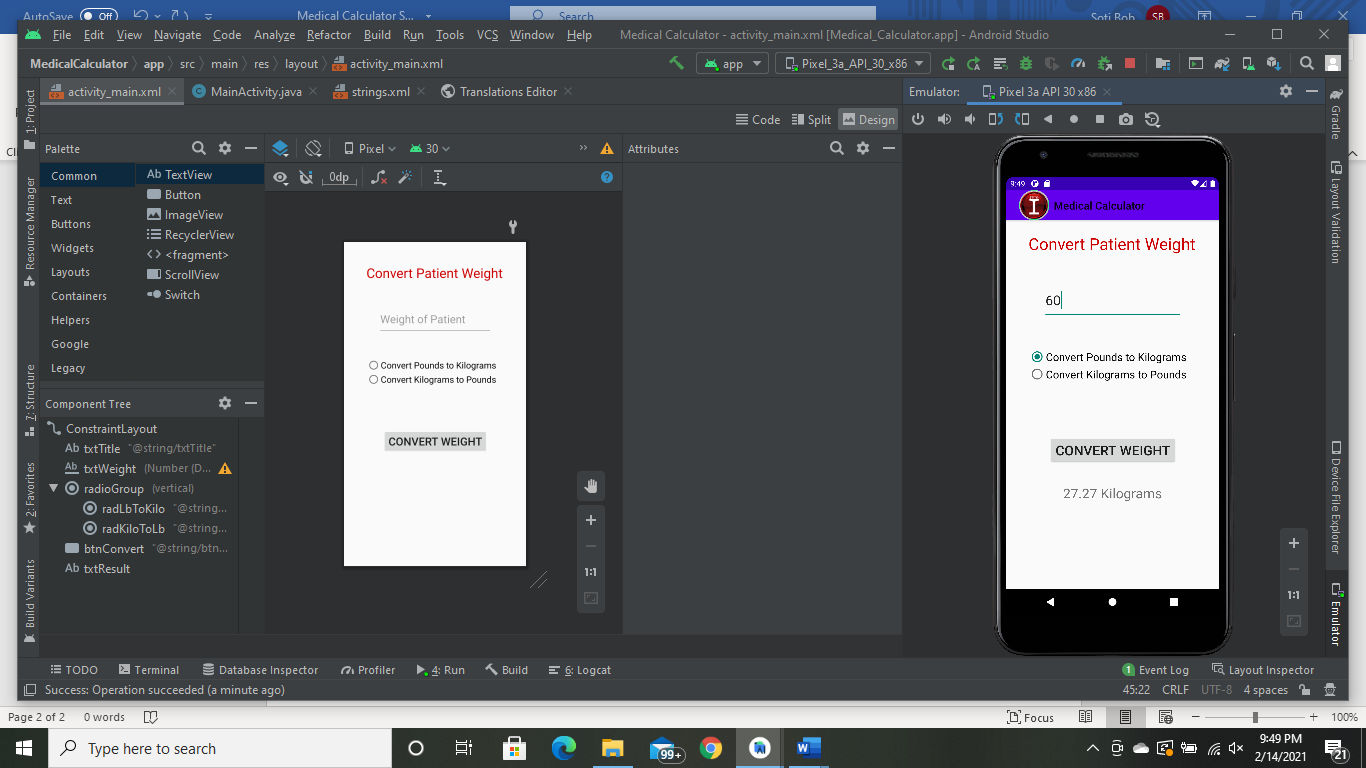 AutoSave Off Medical Calculator S... Search Soti Rob SB
File Edit View Navigate Code Analyze Refactor Build Run Tools VCS Window Help Medical Calculator - activity_main.xml [Medical_Calculator.app] - Android Studio
MedicalCalculator app src main res layout activity_main.xml app Pixel_3a_API_30_x86
activity_main.xml MainActivity.java strings.xml Translations Editor
Emulator: Pixel 3a API 30 x86
Code Split Design
1: Project
Resource Manager
7: Structure
2: Favorites
Build Variants
Palette
Common
Text
Buttons
Widgets
Layouts
Containers
Helpers
Google
Legacy
Ab TextView
Button
ImageView
RecyclerView
<fragment>
ScrollView
Switch
Component Tree
ConstraintLayout
Ab txtTitle "@string/txtTitle"
Ab txtWeight (Number (D...
radioGroup (vertical)
radLbToKilo "@string...
radKiloToLb "@string...
btnConvert "@string/btn...
Ab txtResult
Pixel 30
0dp
Convert Patient Weight
Weight of Patient
Convert Pounds to Kilograms
Convert Kilograms to Pounds
CONVERT WEIGHT
1:1
Attributes
9:49
Medical Calculator
Convert Patient Weight
60
Convert Pounds to Kilograms
Convert Kilograms to Pounds
CONVERT WEIGHT
27.27 Kilograms
1:1
Gradle
Layout Validation
Device File Explorer
Emulator
TODO Terminal Database Inspector Profiler 4: Run Build 6: Logcat 1 Event Log Layout Inspector
Success: Operation succeeded (a minute ago) 45:22 CRLF UTF-8 4 spaces
Page 2 of 2 0 words Focus 100%
Type here to search 99+ 9:49 PM
2/14/2021 21